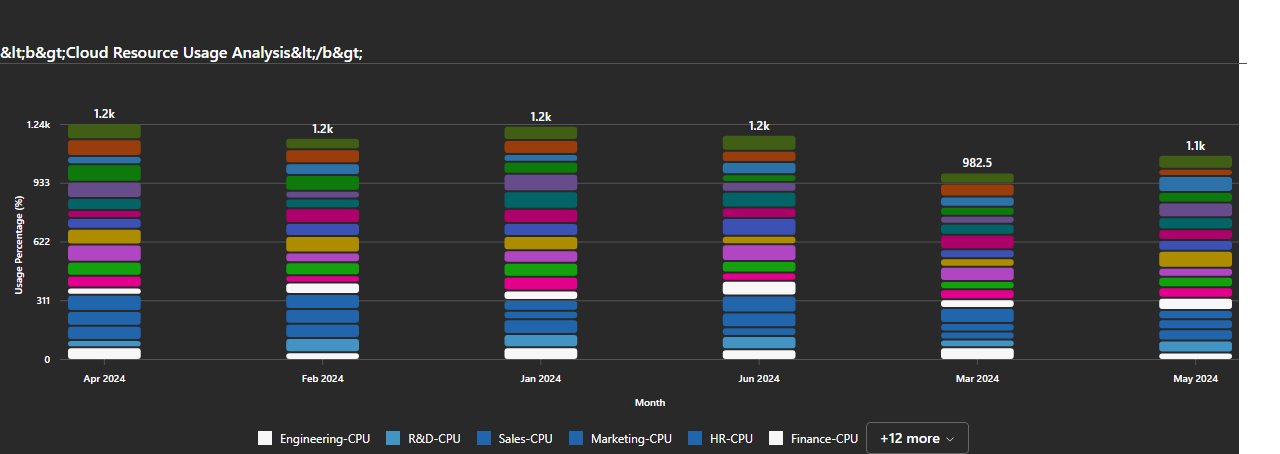 &lt;b&gt;Cloud Resource Usage Analysis&lt;/b&gt;
1.2k
1.2k
1.2k
1.2k
982.5
1.1k
1.24k
933
622
311
0
Usage Percentage (%)
Apr 2024
Feb 2024
Jan 2024
Jun 2024
Mar 2024
May 2024
Month
Engineering-CPU
R&D-CPU
Sales-CPU
Marketing-CPU
HR-CPU
Finance-CPU
+12 more